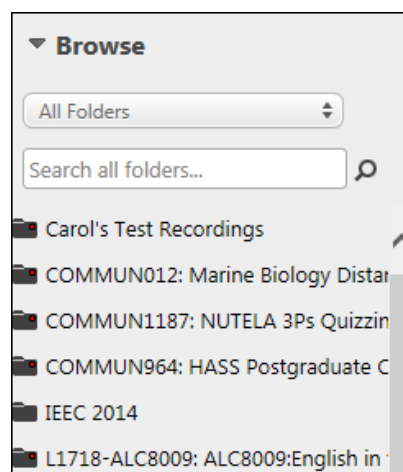 Browse
All Folders
Search all folders...
Carol's Test Recordings
COMMUN012: Marine Biology Distan
COMMUN1187: NUTELA 3Ps Quizzin
COMMUN964: HASS Postgraduate C
IEEC 2014
L1718-ALC8009: ALC8009:English in